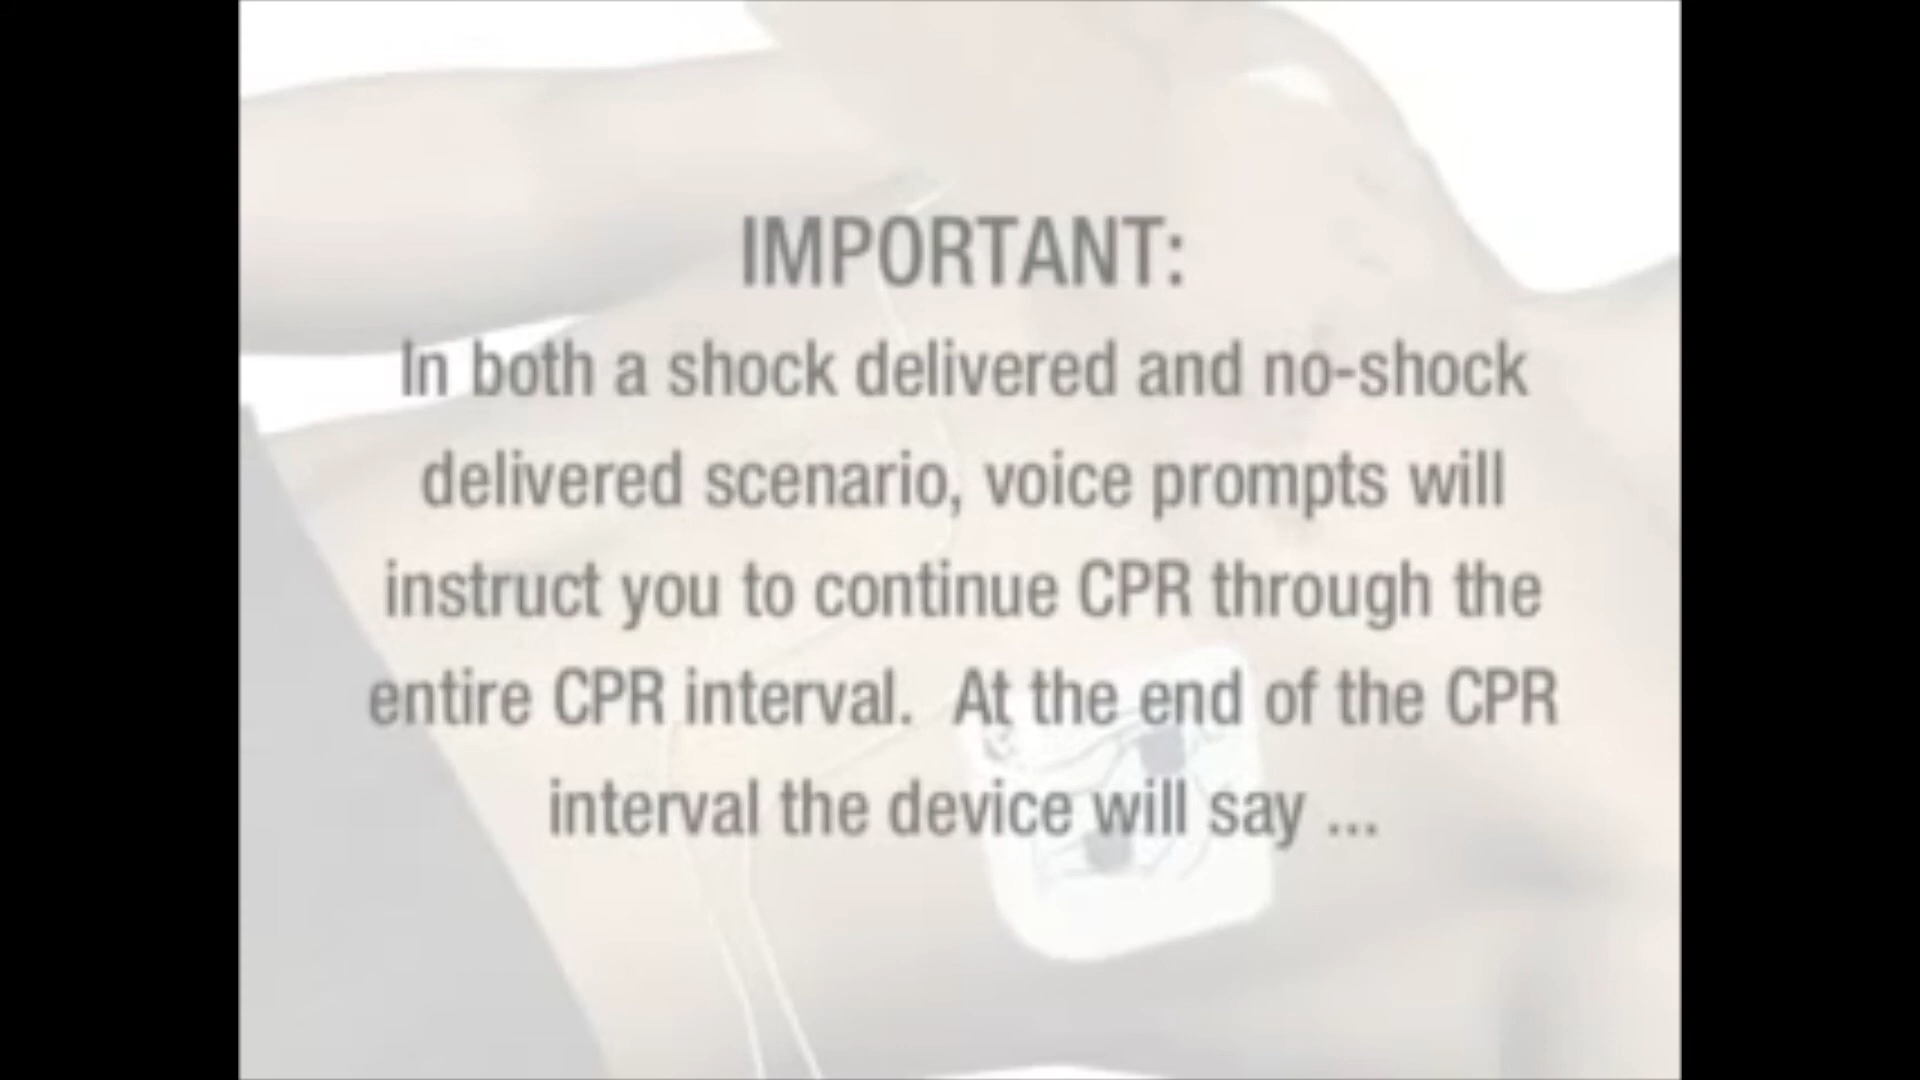 IMPORTANT:
In both a shock delivered and no-shock
delivered scenario, voice prompts will
instruct you to continue CPR through the
entire CPR interval.  At the end of the CPR
interval the device will say ...